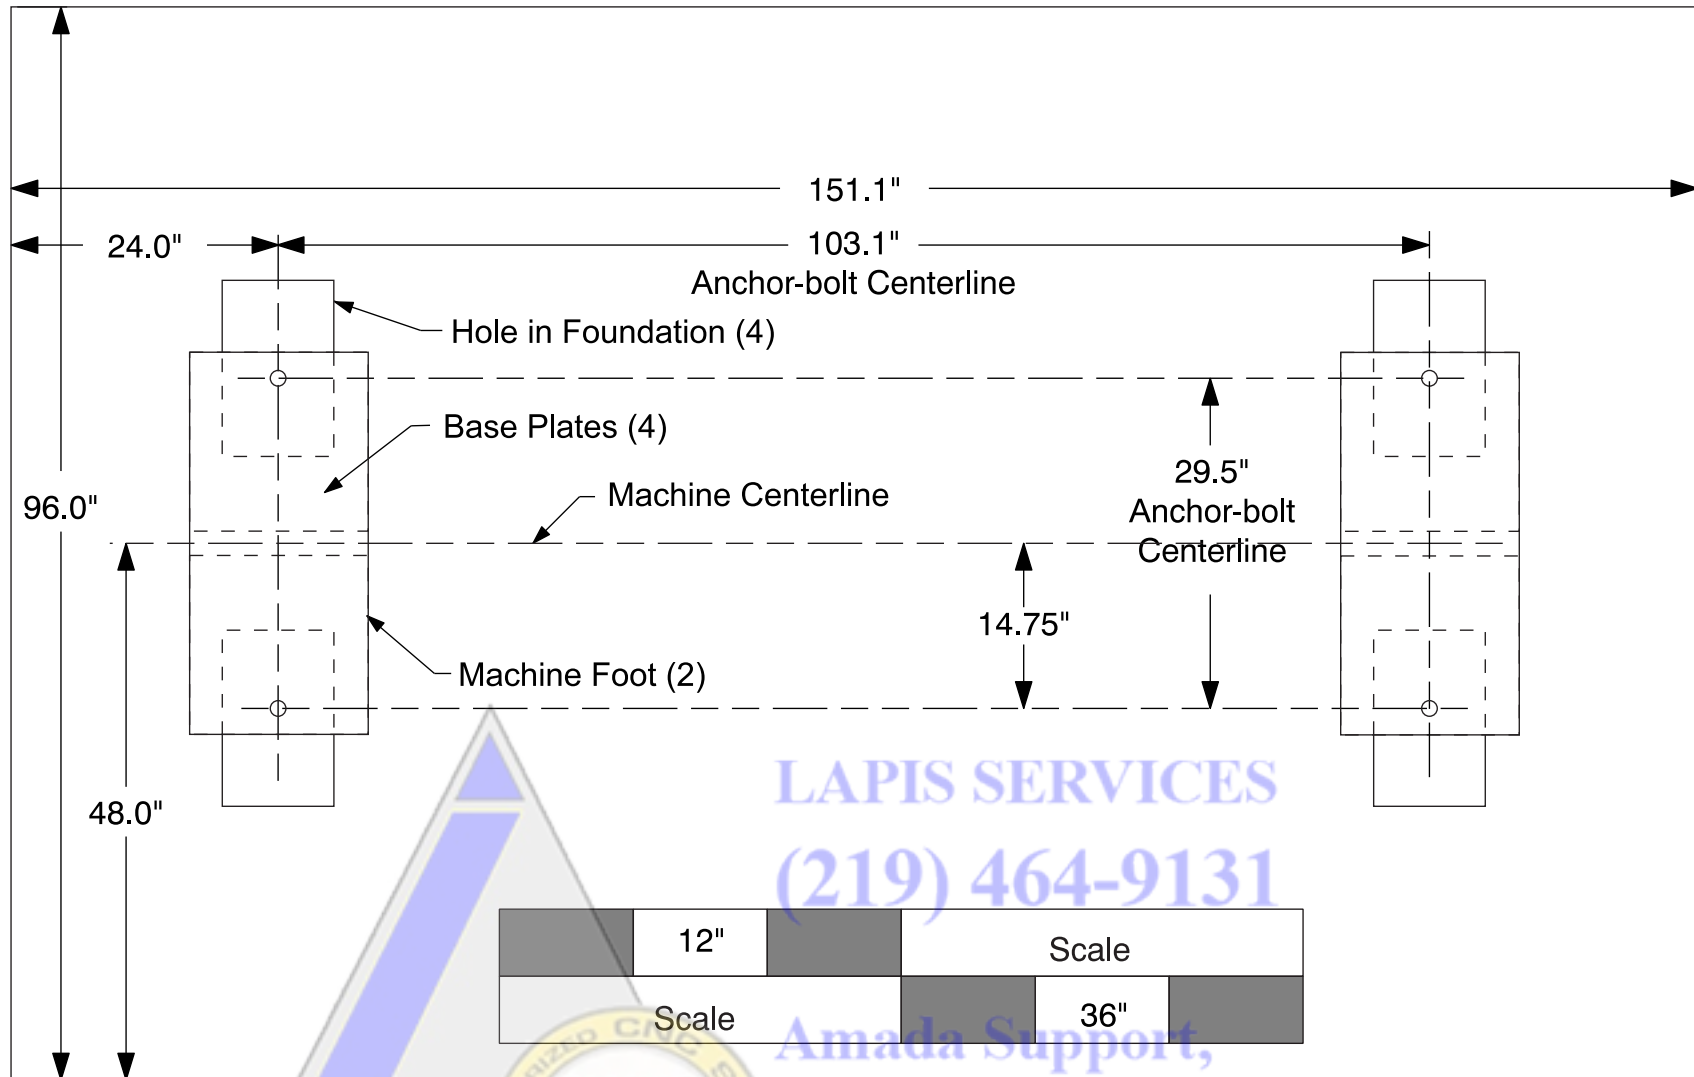 151.1"
24.0"
103.1"
Anchor-bolt Centerline
Hole in Foundation (4)
Base Plates (4)
29.5"
Anchor-bolt
Centerline
96.0"
Machine Centerline
14.75"
Machine Foot (2)
48.0"
LAPIS SERVICES
(219) 464-9131
12"
Scale
Scale
36"
CNC
Amada Support,